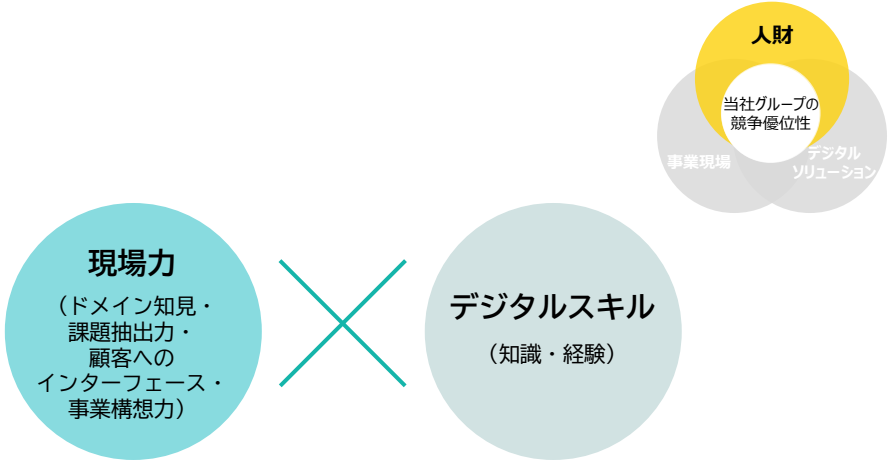 人財
当社グループの
競争優位性
事業現場
デジタル
ソリューション
現場力
（ドメイン知見・
課題抽出力・
顧客への
インターフェース・
事業構想力）
デジタルスキル
（知識・経験）